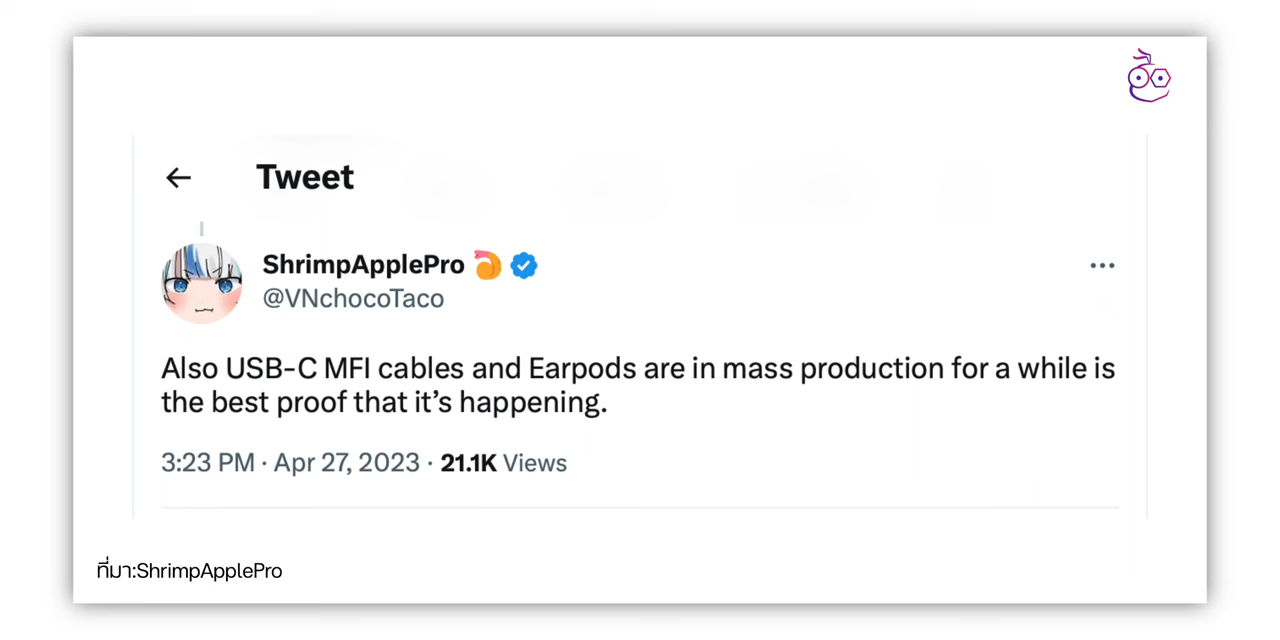 Tweet
ShrimpApplePro
@VNchocoTaco
Also USB-C MFI cables and Earpods are in mass production for a while is
the best proof that it’s happening.
3:23 PM · Apr 27, 2023 · 21.1K Views
ที่มา:ShrimpApplePro